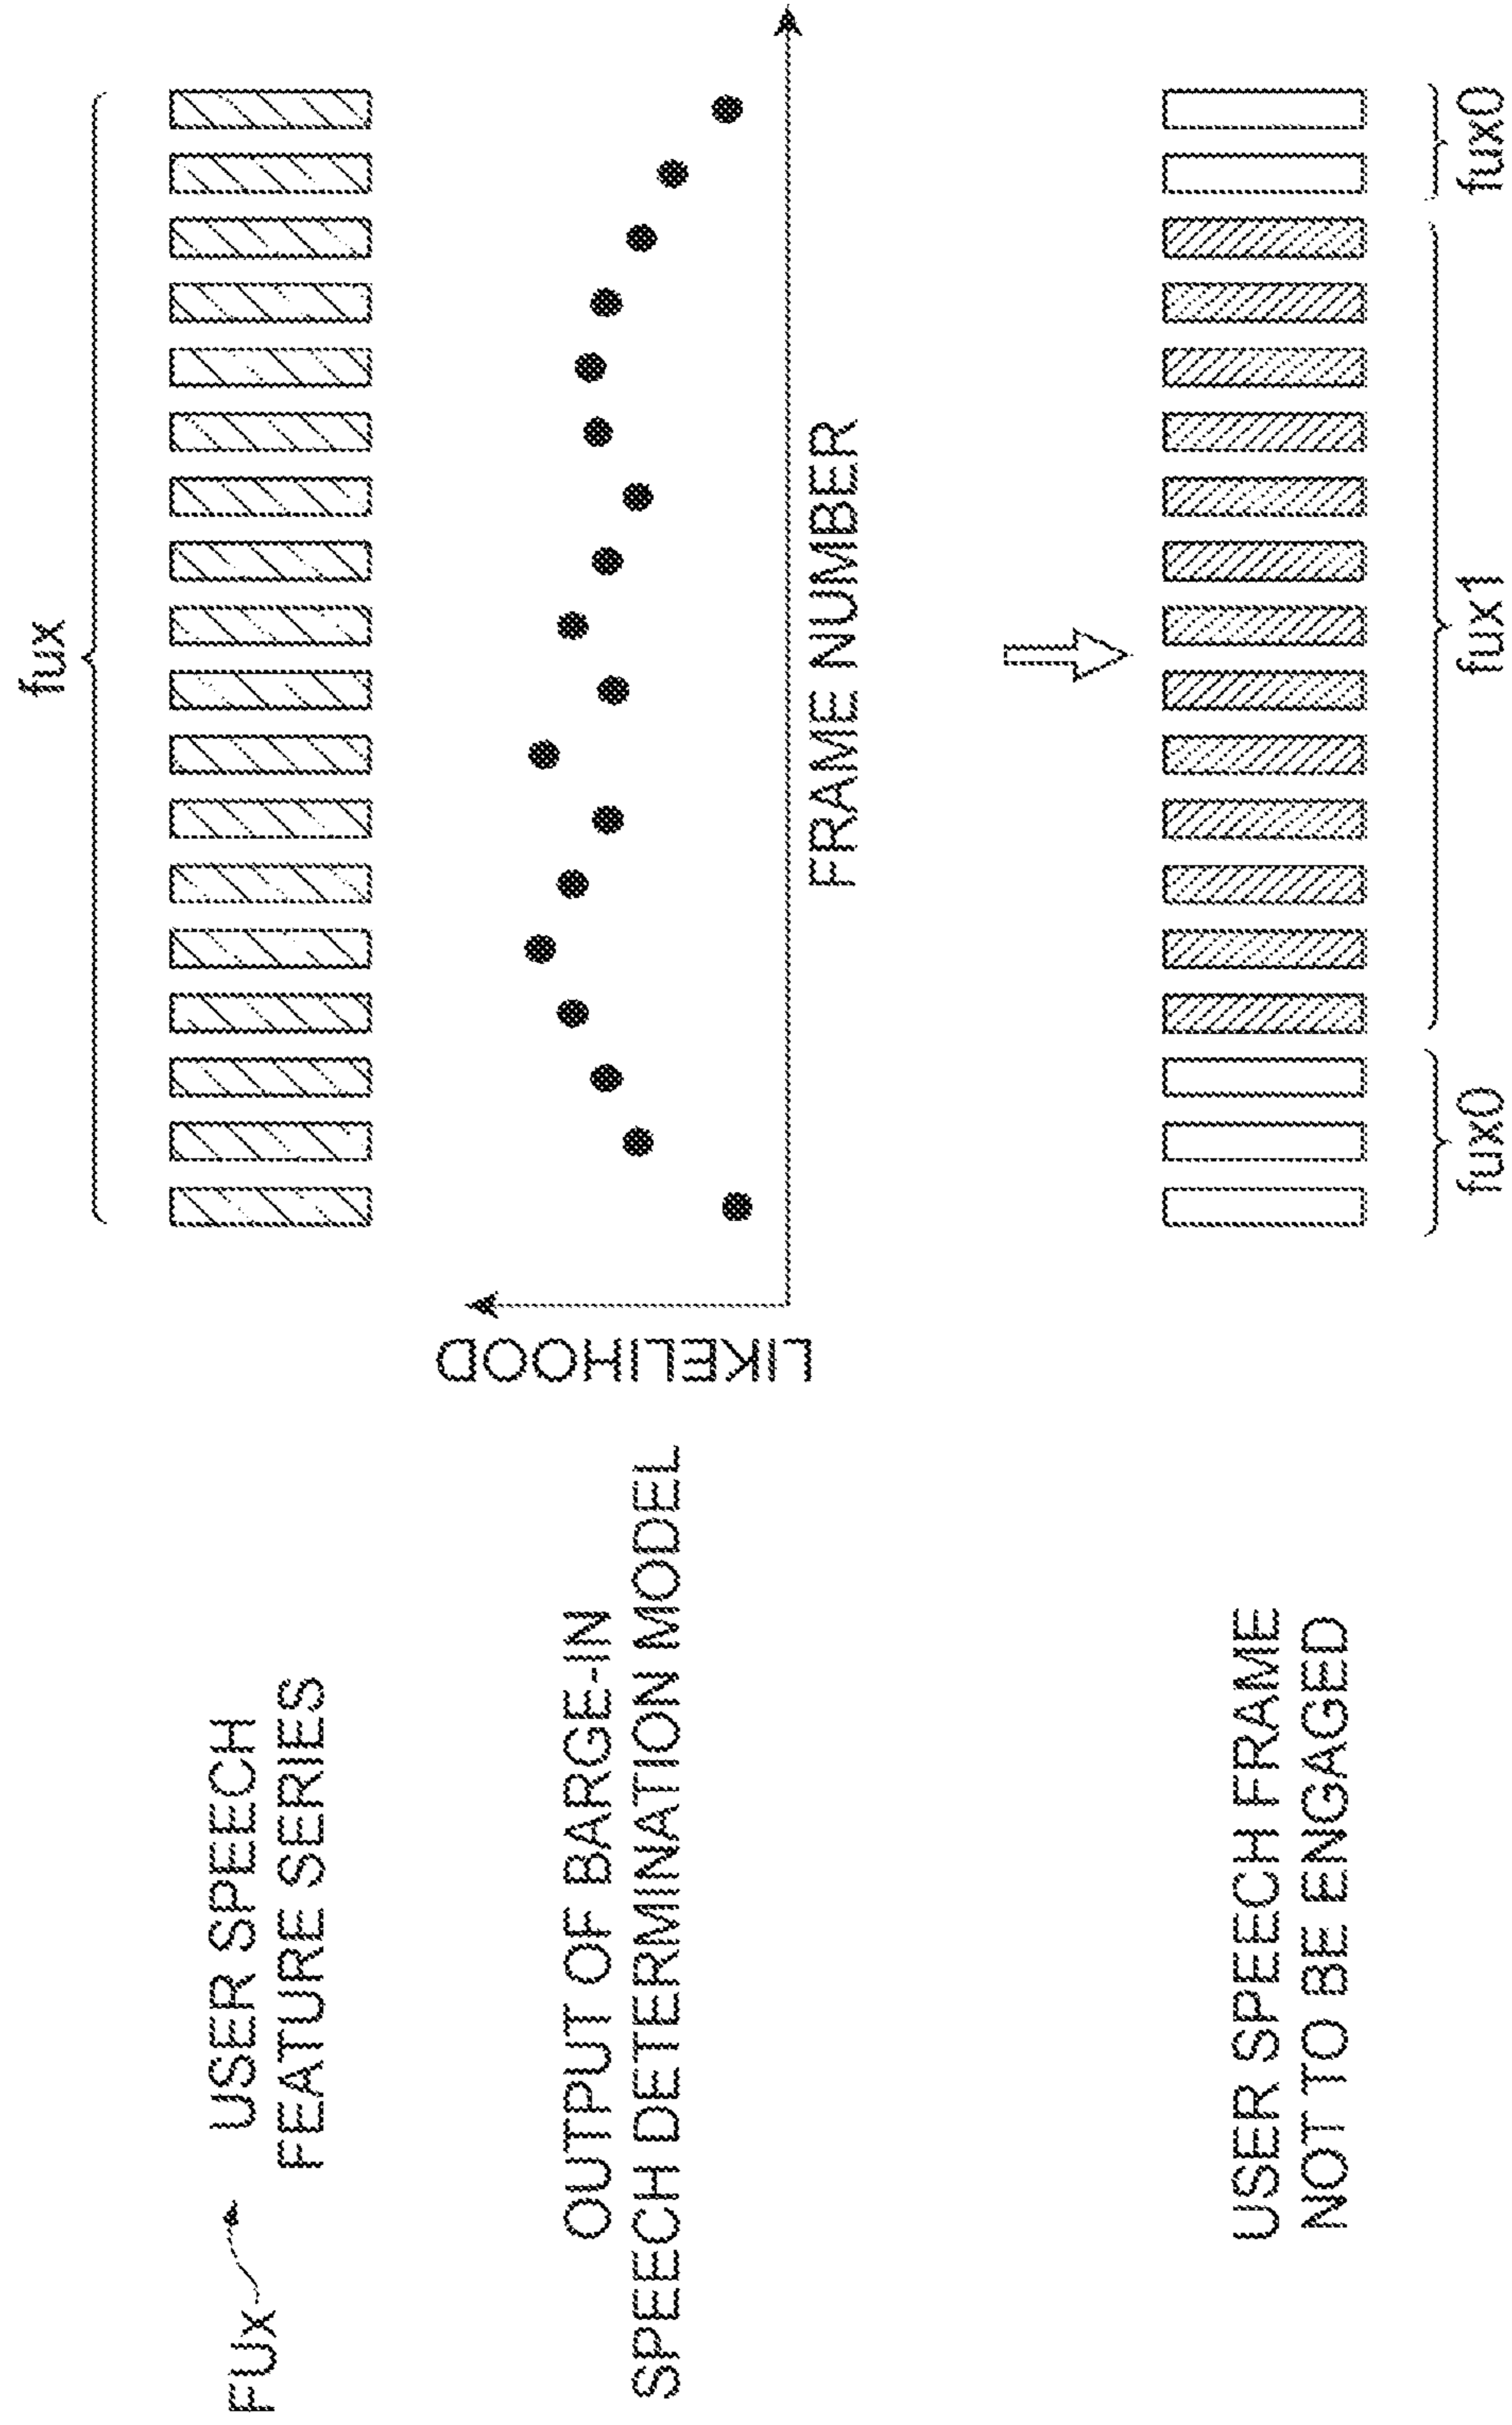 fux
FUx
USER SPEECH
FEATURE SERIES
OUTPUT OF BARGE-IN
SPEECH DETERMINATION MODEL
LIKELIHOOD
FRAME NUMBER
USER SPEECH FRAME
NOT TO BE ENGAGED
fux0
fux1
fux0